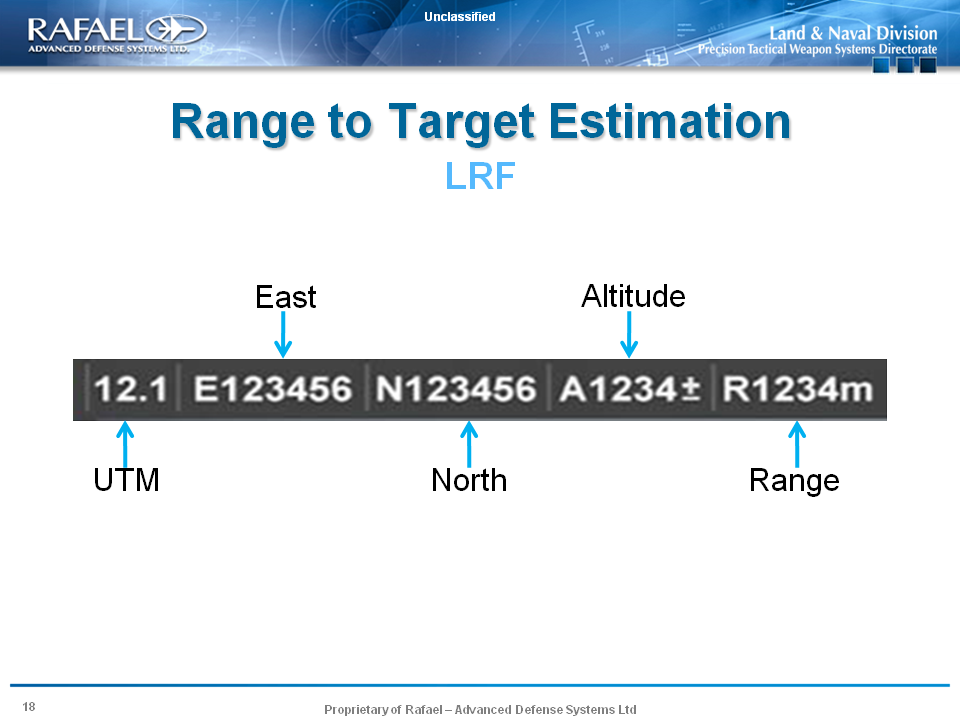 Unclassified
RAFAEL
ADVANCED DEFENSE SYSTEMS LTD.
Land & Naval Division
Precision Tactical Weapon Systems Directorate
Range to Target Estimation
LRF
East
Altitude
12.1 E123456 N123456 A1234± R1234m
UTM
North
Range
18
Proprietary of Rafael – Advanced Defense Systems Ltd